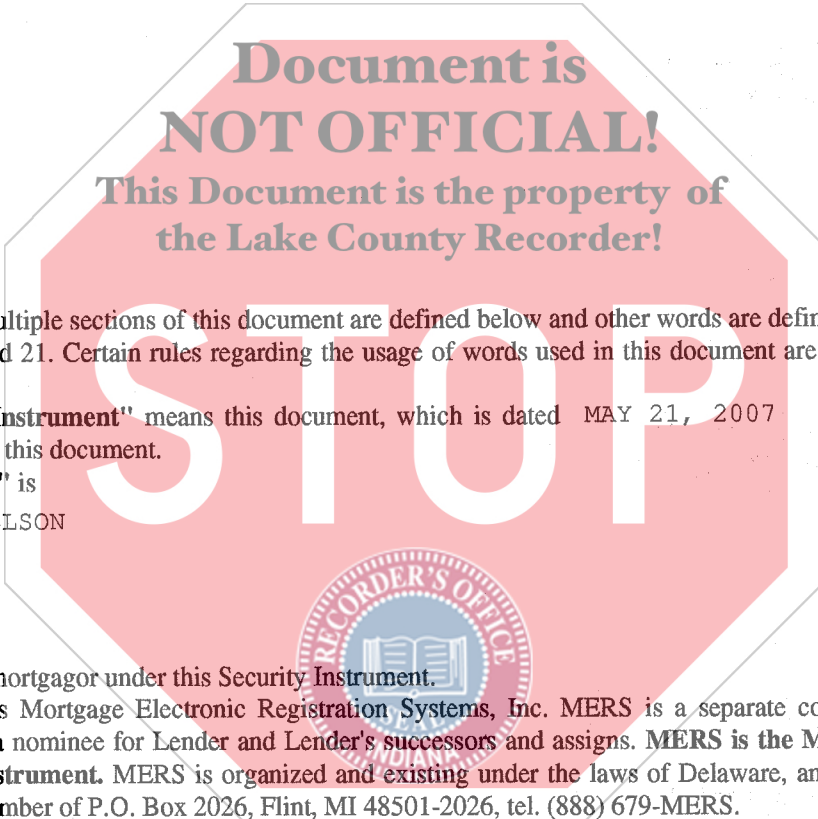 Document is
NOT OFFICIAL!
This Document is the property of
the Lake County Recorder!
STOP
ultiple sections of this document are defined below and other words are defin
d 21. Certain rules regarding the usage of words used in this document are
Instrument" means this document, which is dated MAY 21, 2007
this document.
" is
LSON
RECORDER'S OFFICE
INDIANA
nortgagor under this Security Instrument.
s Mortgage Electronic Registration Systems, Inc. MERS is a separate co
a nominee for Lender and Lender's successors and assigns. MERS is the M
strument. MERS is organized and existing under the laws of Delaware, an
mber of P.O. Box 2026, Flint, MI 48501-2026, tel. (888) 679-MERS.